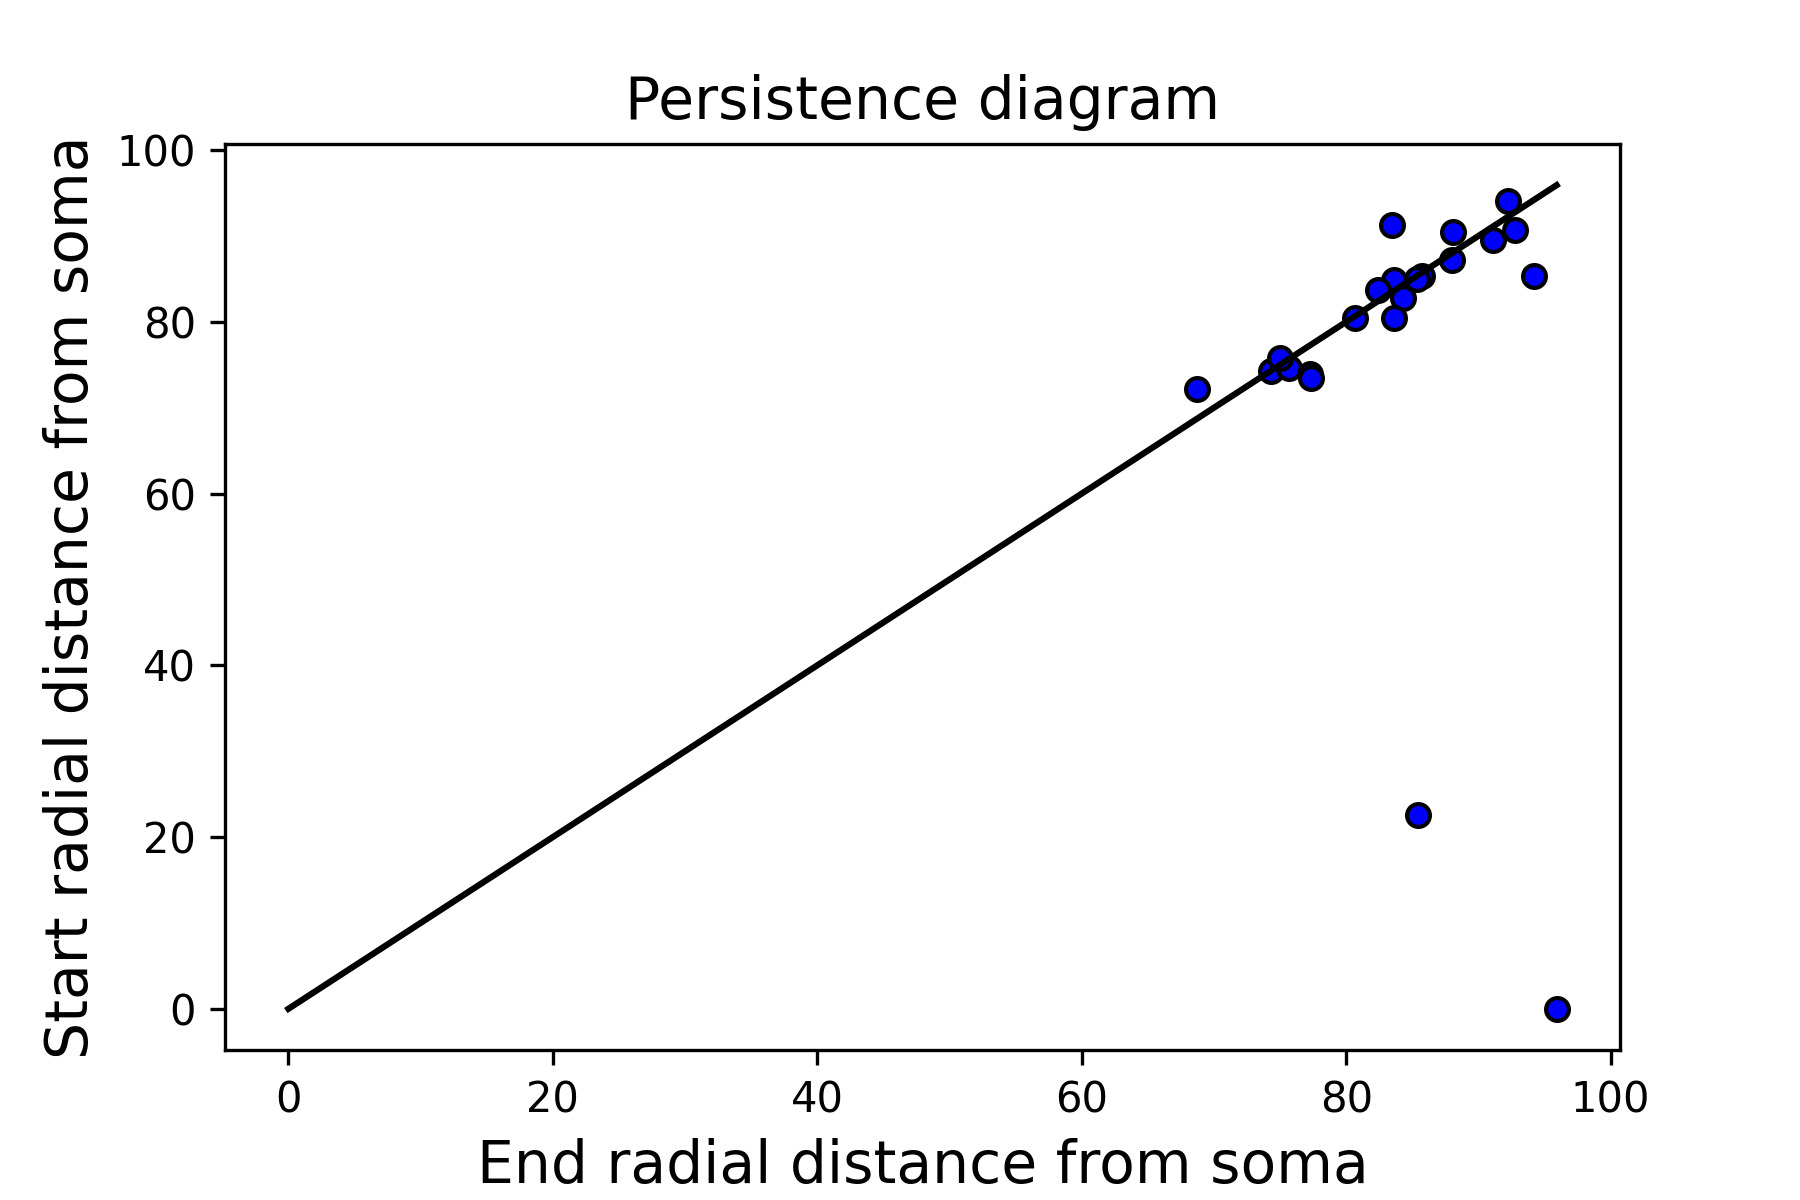 Persistence diagram
Start radial distance from soma
100
80
60
40
20
0
0 20 40 60 80 100
End radial distance from soma